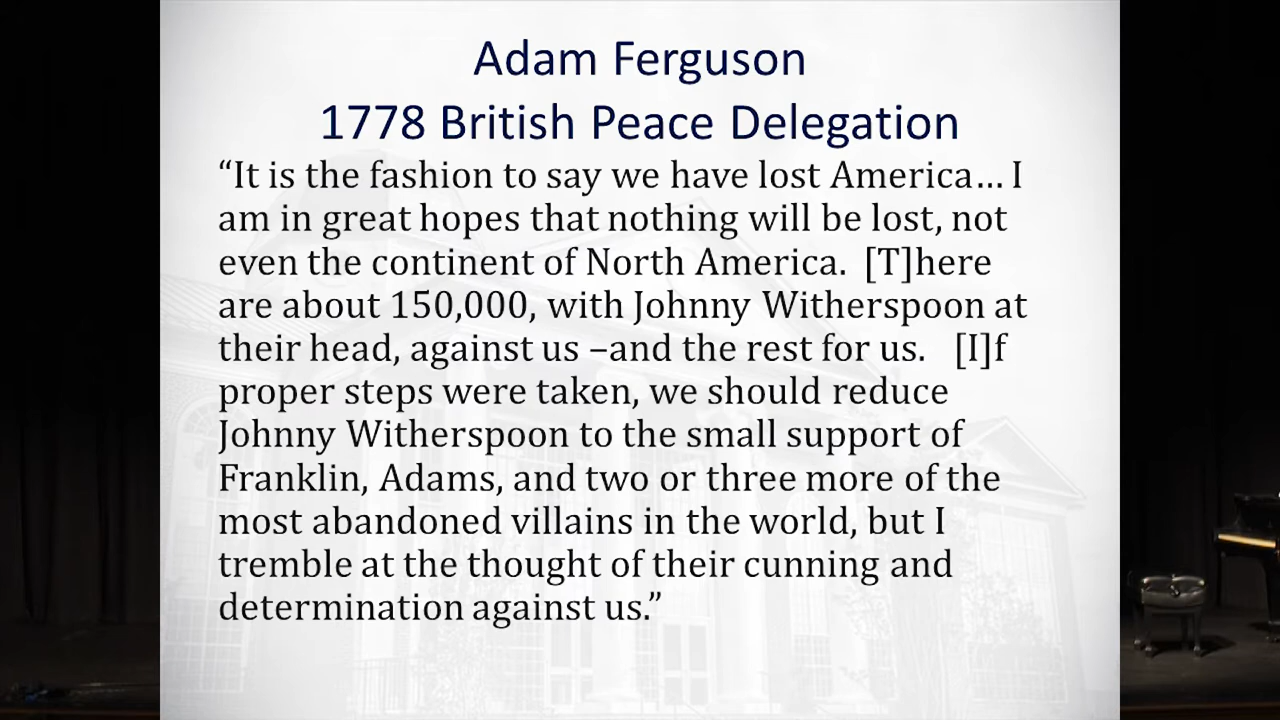 Adam Ferguson
1778 British Peace Delegation
“It is the fashion to say we have lost America… I
am in great hopes that nothing will be lost, not
even the continent of North America.  [T]here
are about 150,000, with Johnny Witherspoon at
their head, against us –and the rest for us.   [I]f
proper steps were taken, we should reduce
Johnny Witherspoon to the small support of
Franklin, Adams, and two or three more of the
most abandoned villains in the world, but I
tremble at the thought of their cunning and
determination against us.”